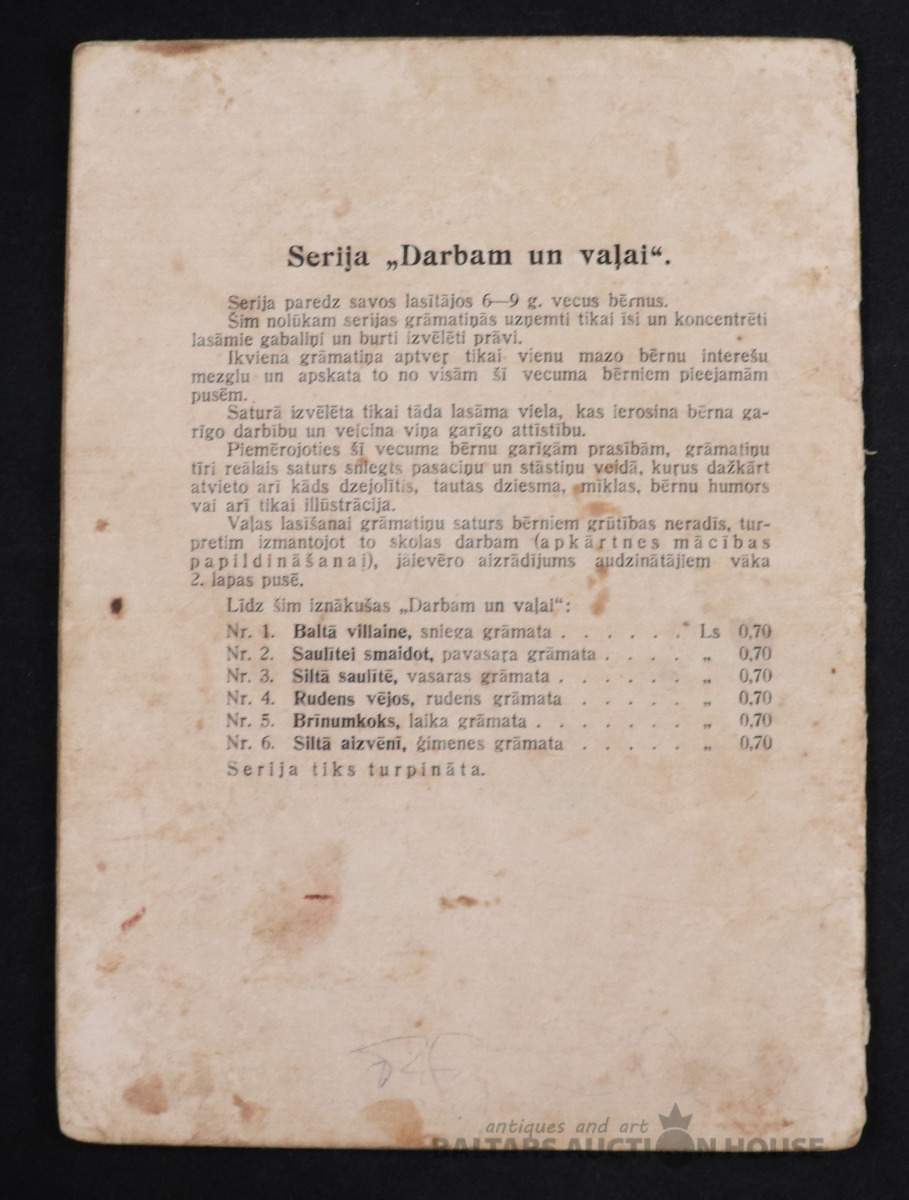 Serija „Darbam un vaļai“.
Serija paredz savos lasītājos 6—9 g. vecus bērnus.
Šim nolūkam serijas grāmatiņās uzņemti tikai īsi un koncentrēti
lasāmie gabaliņi un burti izvēlēti prāvi.
Ikviena grāmatiņa aptveŗ tikai vienu mazo bērnu interešu
mezglu un apskata to no visām šī vecuma bērniem pieejamām
pusēm.
Saturā izvēlēta tikai tāda lasāma viela, kas ierosina bērna ga-
rīgo darbību un veicina viņa garīgo attīstību.
Piemērojoties šī vecuma bērnu garīgām prasībām, grāmatiņu
tīri reālais saturs sniegts pasaciņu un stāstiņu veidā, kuŗus dažkārt
atvieto arī kāds dzejolītis, tautas dziesma, mīklas, bērnu humors
vai arī tikai illūstrācija.
Vaļas lasīšanai grāmatiņu saturs bērniem grūtības neradīs, tur-
pretim izmantojot to skolas darbam (apkārtnes mācības
papildināšanai), jāievēro aizrādījums audzinātājiem vāka
2. lapas pusē.
Līdz šim iznākušas „Darbam un vaļai“:
Nr. 1. Baltā villaine, sniega grāmata . . . . . . Ls 0,70
Nr. 2. Saulītei smaidot, pavasaŗa grāmata . . . . „ 0,70
Nr. 3. Siltā saulītē, vasaras grāmata . . . . . . „ 0,70
Nr. 4. Rudens vējos, rudens grāmata . . . . . „ 0,70
Nr. 5. Brīnumkoks, laika grāmata . . . . . . . „ 0,70
Nr. 6. Siltā aizvēnī, ģimenes grāmata . . . . . „ 0,70
Serija tiks turpināta.
antiques and art
BALTARS AUCTION HOUSE